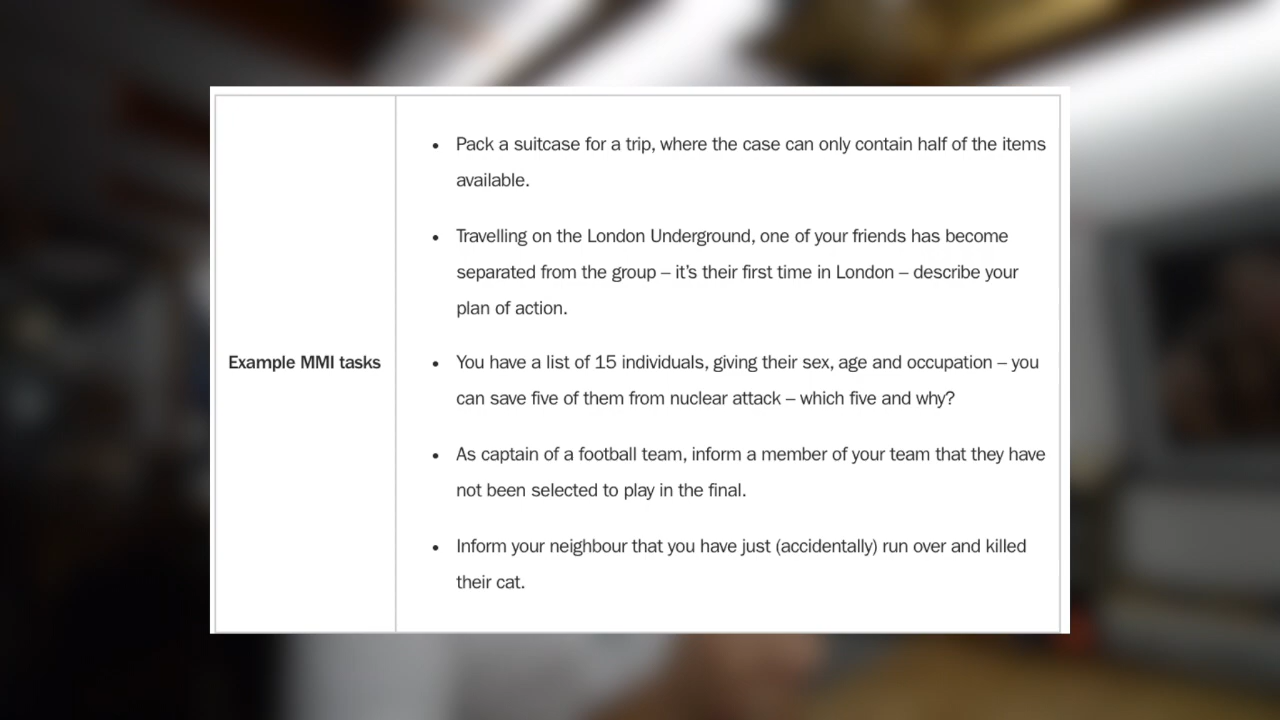 Example MMI tasks
• Pack a suitcase for a trip, where the case can only contain half of the items
available.
• Travelling on the London Underground, one of your friends has become
separated from the group – it’s their first time in London – describe your
plan of action.
• You have a list of 15 individuals, giving their sex, age and occupation – you
can save five of them from nuclear attack – which five and why?
• As captain of a football team, inform a member of your team that they have
not been selected to play in the final.
• Inform your neighbour that you have just (accidentally) run over and killed
their cat.